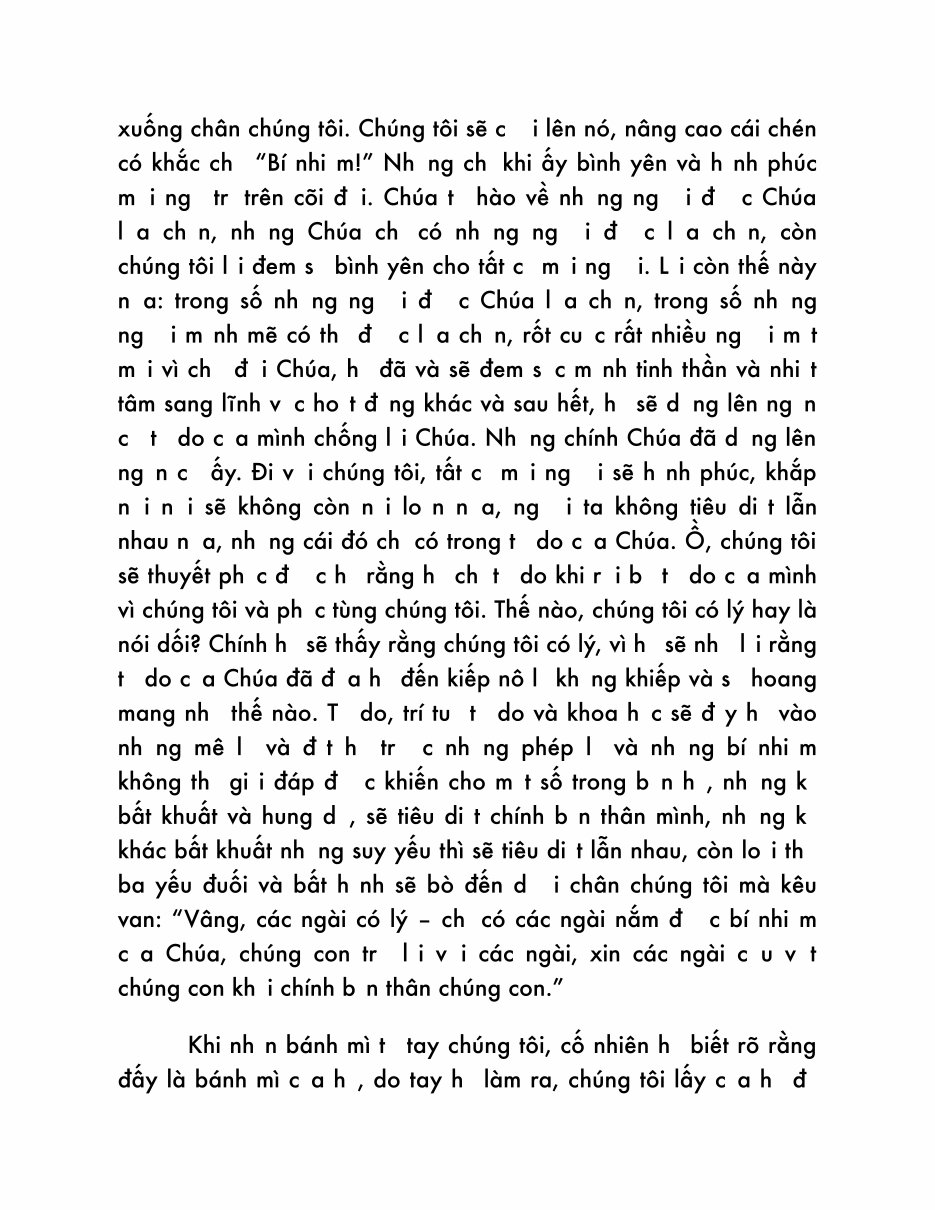 xuống chân chúng tôi. Chúng tôi sẽ c i lên nó, nâng cao cái chén
có khắc ch “Bí nhi m!” Nh ng ch khi ấy bình yên và h nh phúc
m i ng tr trên cõi đ i. Chúa t hào về nh ng ng i đ c Chúa
l a ch n, nh ng Chúa ch có nh ng ng i đ c l a ch n, còn
chúng tôi l i đem s bình yên cho tất c m i ng i. L i còn thế này
n a: trong số nh ng ng i đ c Chúa l a ch n, trong số nh ng
ng i m nh mẽ có th đ c l a ch n, rốt cu c rất nhiều ng i m t
m i vì ch đ i Chúa, h đã và sẽ đem s c m nh tinh thần và nhi t
tâm sang lĩnh v c ho t đ ng khác và sau hết, h sẽ d ng lên ng n
c t do c a mình chống l i Chúa. Nh ng chính Chúa đã d ng lên
ng n c ấy. Đi v i chúng tôi, tất c m i ng i sẽ h nh phúc, khắp
n i n i sẽ không còn n i lo n n a, ng i ta không tiêu di t lẫn
nhau n a, nh ng cái đó ch có trong t do c a Chúa. Ồ, chúng tôi
sẽ thuyết ph c đ c h rằng h ch t do khi r i b t do c a mình
vì chúng tôi và ph c tùng chúng tôi. Thế nào, chúng tôi có lý hay là
nói dối? Chính h sẽ thấy rằng chúng tôi có lý, vì h sẽ nh l i rằng
t do c a Chúa đã đ a h đến kiếp nô l kh ng khiếp và s hoang
mang nh thế nào. T do, trí tu t do và khoa h c sẽ đ y h vào
nh ng mê l và đ t h tr c nh ng phép l và nh ng bí nhi m
không th gi i đáp đ c khiến cho m t số trong b n h , nh ng k
bất khuất và hung d , sẽ tiêu di t chính b n thân mình, nh ng k
khác bất khuất nh ng suy yếu thì sẽ tiêu di t lẫn nhau, còn lo i th
ba yếu đuối và bất h nh sẽ bò đến d i chân chúng tôi mà kêu
van: “Vâng, các ngài có lý – ch có các ngài nắm đ c bí nhi m
c a Chúa, chúng con tr l i v i các ngài, xin các ngài c u v t
chúng con kh i chính b n thân chúng con.”
Khi nh n bánh mì t tay chúng tôi, cố nhiên h biết rõ rằng
đấy là bánh mì c a h , do tay h làm ra, chúng tôi lấy c a h đ